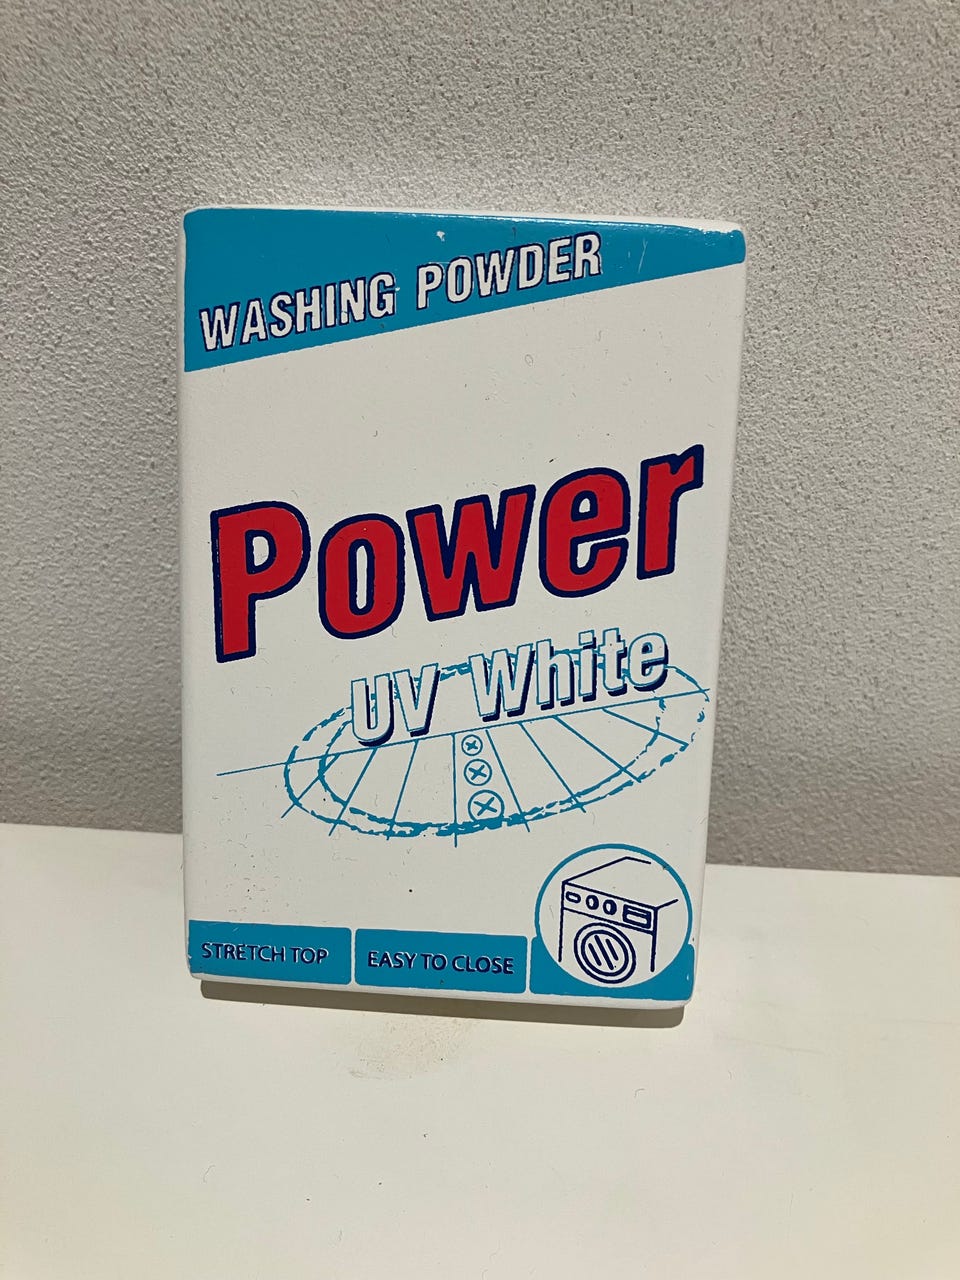 WASHING POWDER
Power
UV White
STRETCH TOP
EASY TO CLOSE